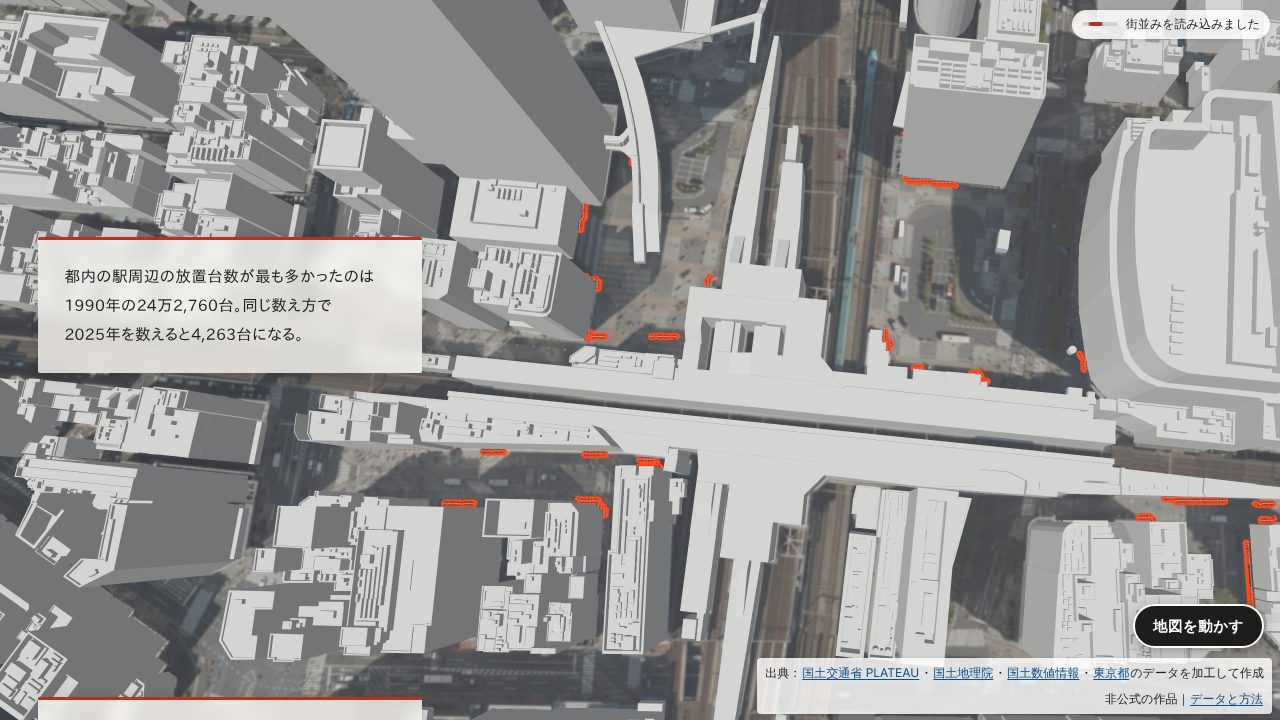 街並みを読み込みました
都内の駅周辺の放置台数が最も多かったのは
1990年の24万2,760台。同じ数え方で
2025年を数えると4,263台になる。
地図を動かす
出典：国土交通省 PLATEAU・国土地理院・国土数値情報・東京都のデータを加工して作成
非公式の作品｜データと方法